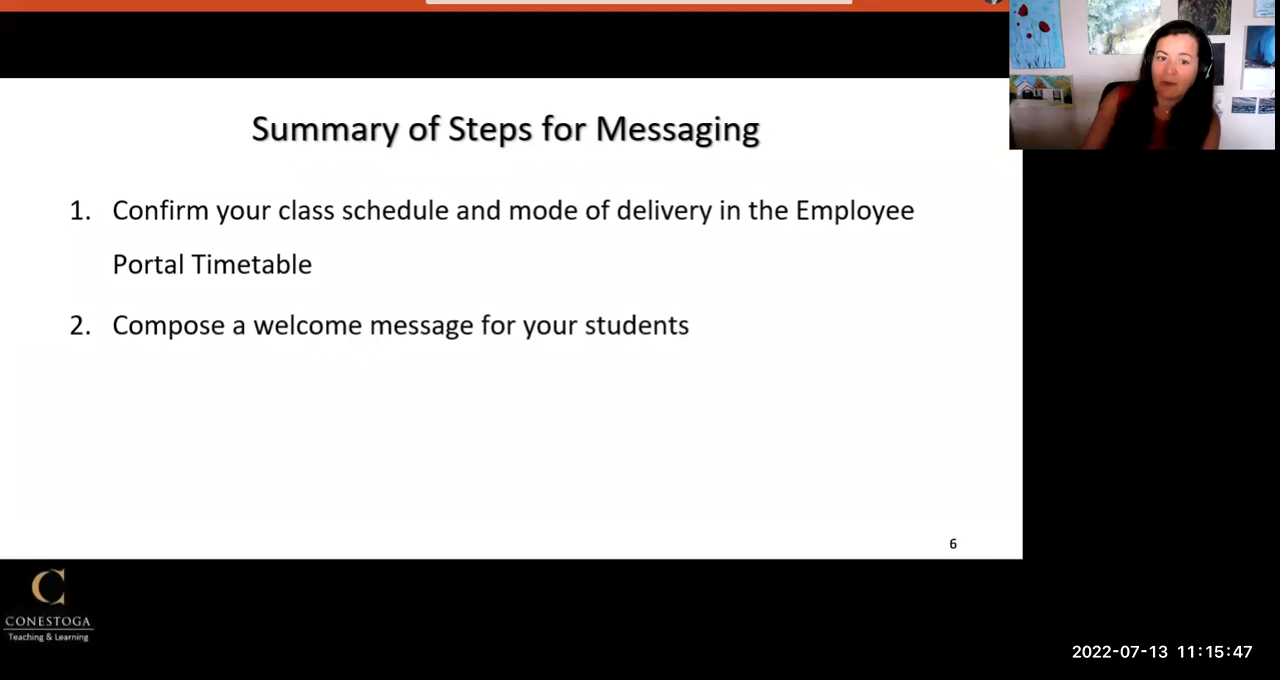 Summary of Steps for Messaging
1. Confirm your class schedule and mode of delivery in the Employee
Portal Timetable
2. Compose a welcome message for your students
6
C
CONESTOGA
Teaching & Learning
2022-07-13 11:15:47